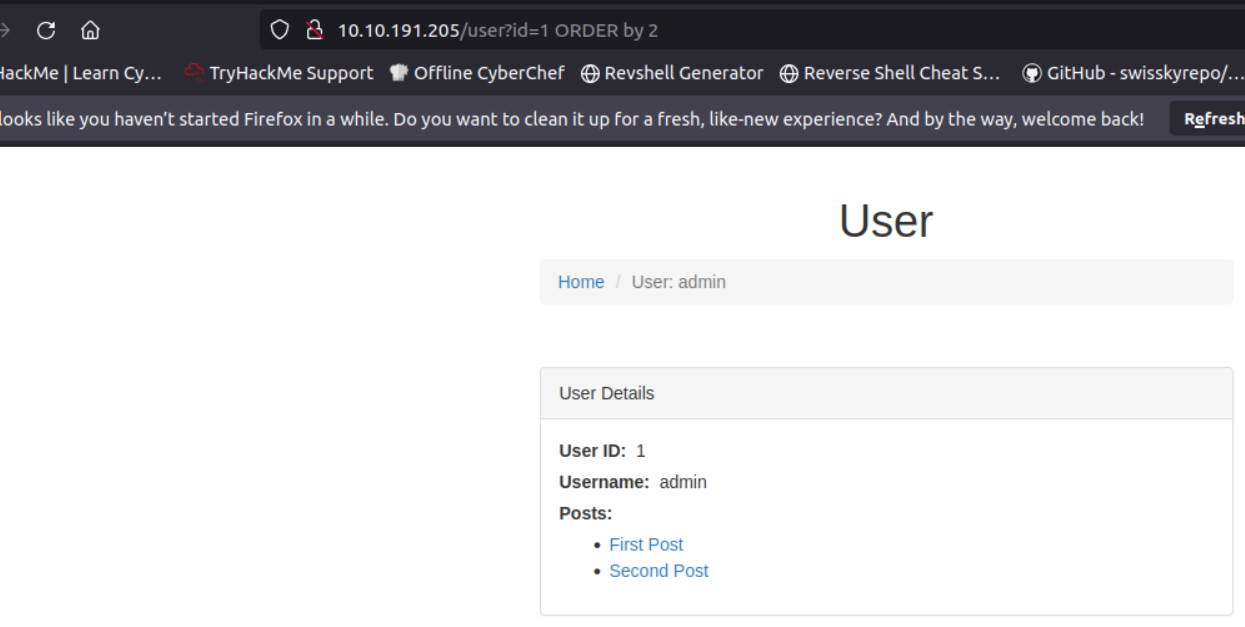 10.10.191.205/user?id=1 ORDER by 2
HackMe | Learn Cy... TryHackMe Support Offline CyberChef Revshell Generator Reverse Shell Cheat S... GitHub - swisskyrepo/...
looks like you haven't started Firefox in a while. Do you want to clean it up for a fresh, like-new experience? And by the way, welcome back! Refresh
User
Home / User: admin
User Details
User ID: 1
Username: admin
Posts:
• First Post
• Second Post